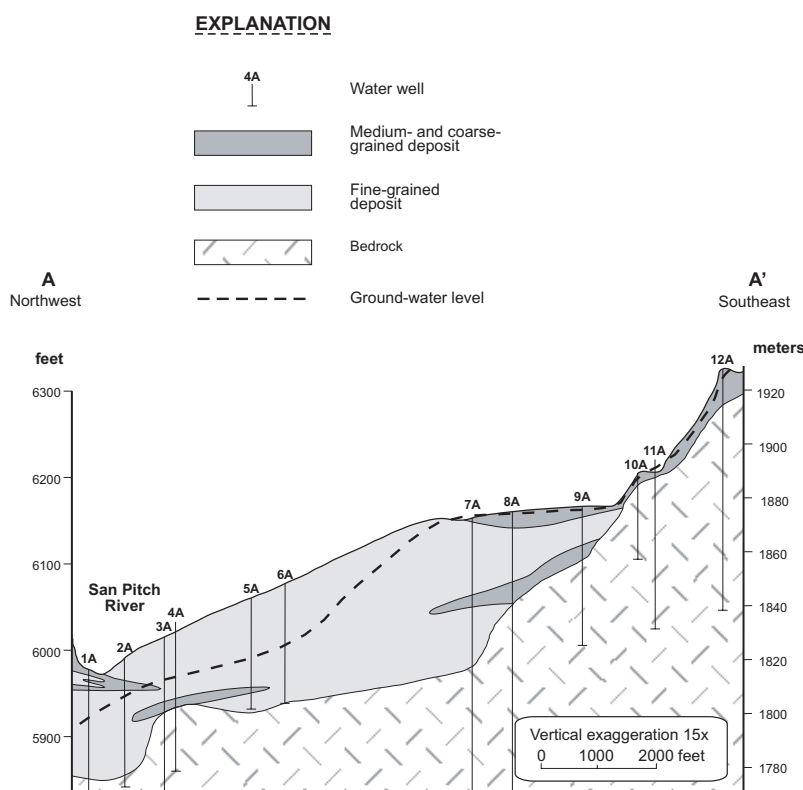 EXPLANATION
4A
Water well
Medium- and coarse-
grained deposit
Fine-grained
deposit
Bedrock
Ground-water level
A
Northwest
A'
Southeast
feet
meters
6300
6200
6100
6000
5900
1920
1900
1880
1860
1840
1820
1800
1780
San Pitch
River
1A
2A
3A
4A
5A
6A
7A
8A
9A
10A
11A
12A
Vertical exaggeration 15x
0 1000 2000 feet